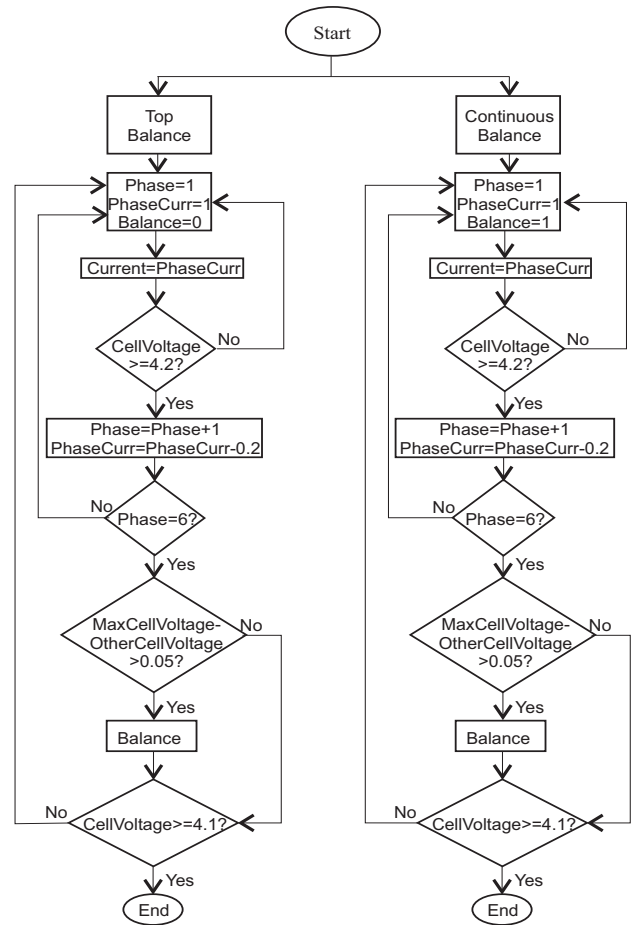 Start
Top
Balance
Phase=1
PhaseCurr=1
Balance=0
Current=PhaseCurr
CellVoltage
>=4.2?
No
Yes
Phase=Phase+1
PhaseCurr=PhaseCurr-0.2
No
Phase=6?
Yes
MaxCellVoltage-
OtherCellVoltage
>0.05?
No
Yes
Balance
No
CellVoltage>=4.1?
Yes
End
Continuous
Balance
Phase=1
PhaseCurr=1
Balance=1
Current=PhaseCurr
CellVoltage
>=4.2?
No
Yes
Phase=Phase+1
PhaseCurr=PhaseCurr-0.2
No
Phase=6?
Yes
MaxCellVoltage-
OtherCellVoltage
>0.05?
No
Yes
Balance
No
CellVoltage>=4.1?
Yes
End